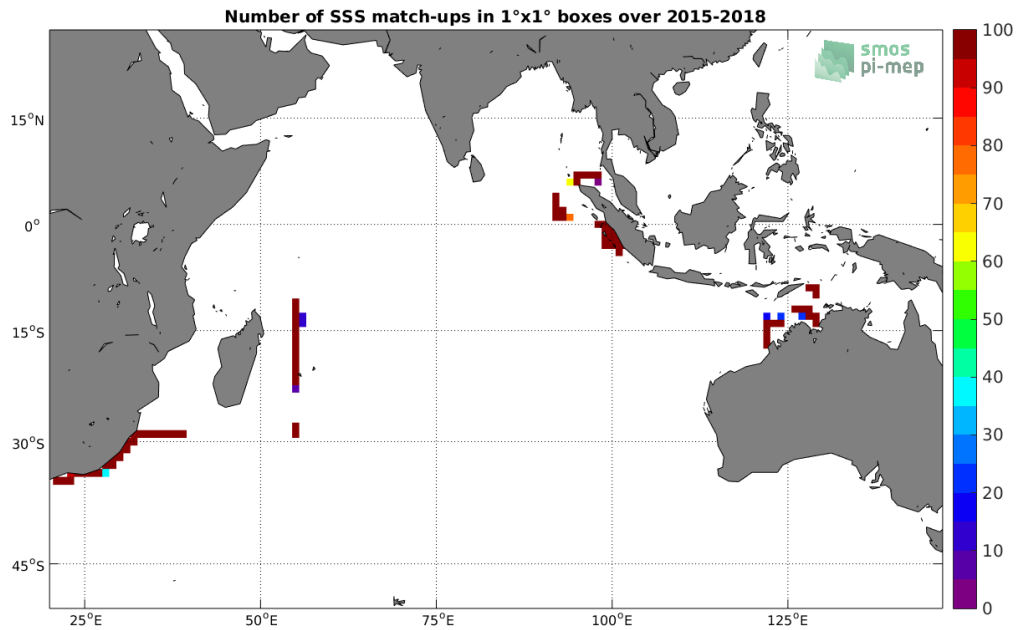 Number of SSS match-ups in 1°x1° boxes over 2015-2018
smos
pi-mep
100
90
80
70
60
50
40
30
20
10
0
15°N
0°
15°S
30°S
45°S
25°E
50°E
75°E
100°E
125°E